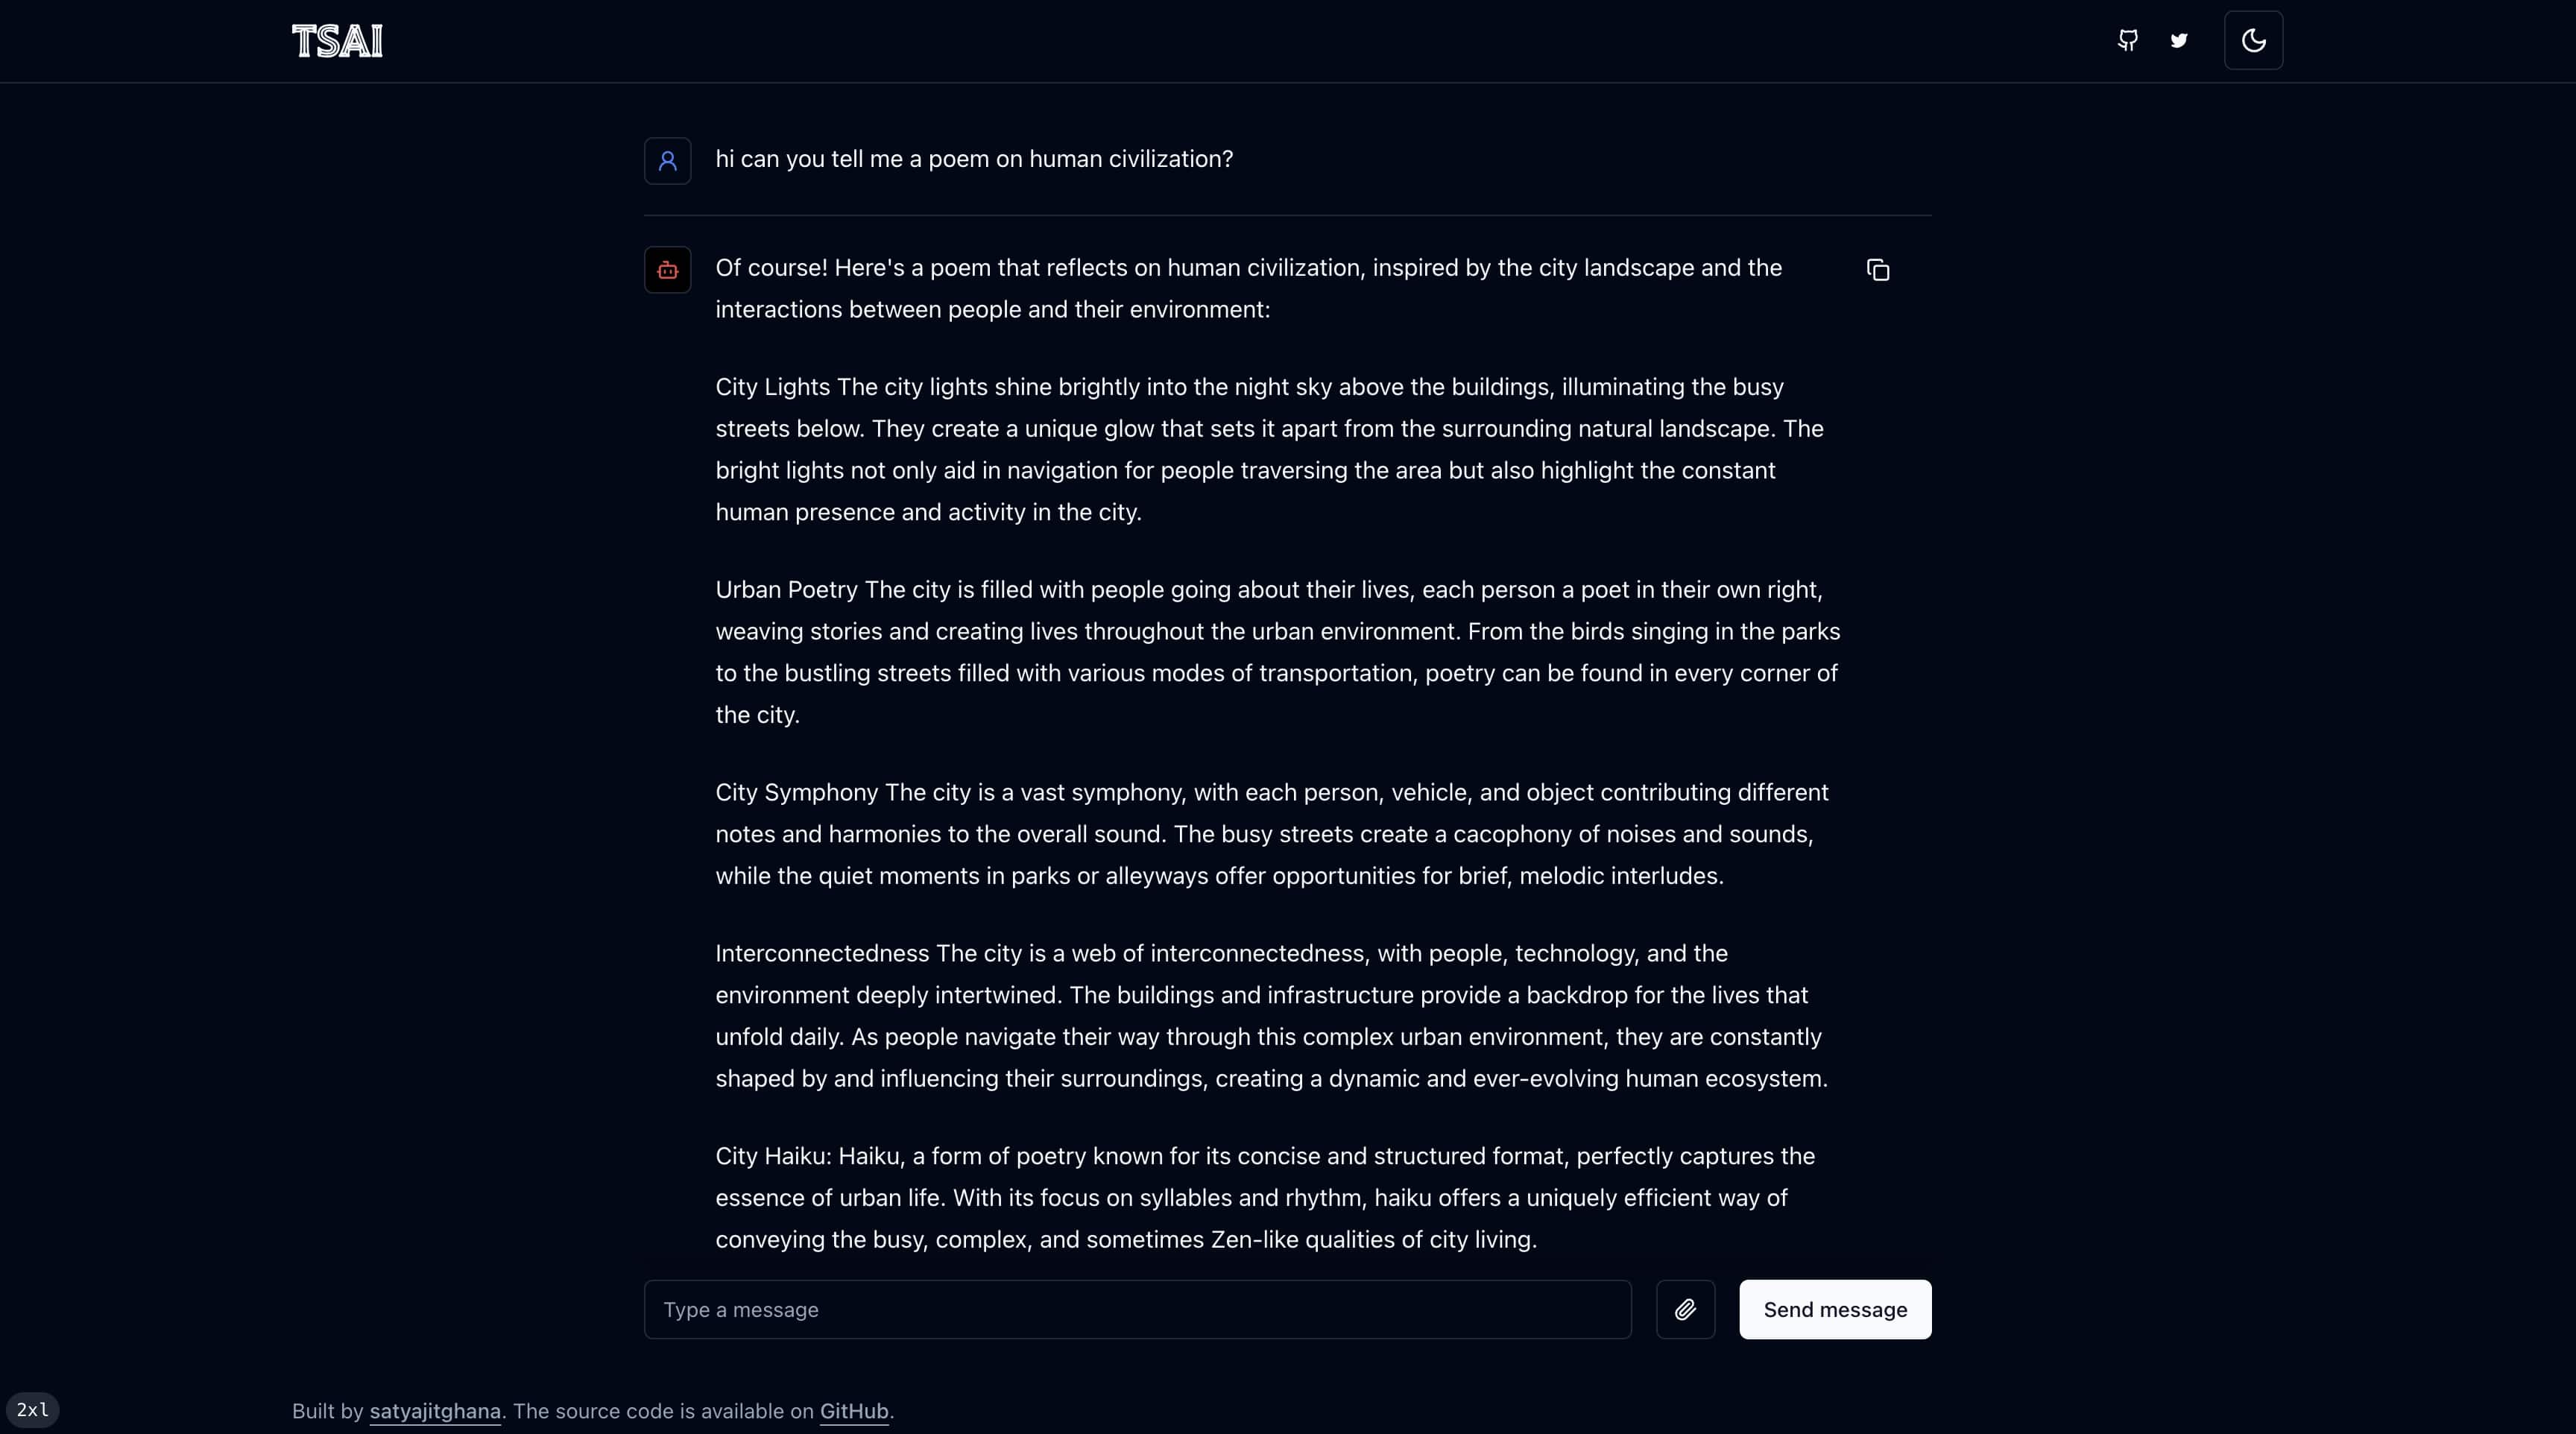 TSAI
hi can you tell me a poem on human civilization?
Of course! Here's a poem that reflects on human civilization, inspired by the city landscape and the
interactions between people and their environment:
City Lights The city lights shine brightly into the night sky above the buildings, illuminating the busy
streets below. They create a unique glow that sets it apart from the surrounding natural landscape. The
bright lights not only aid in navigation for people traversing the area but also highlight the constant
human presence and activity in the city.
Urban Poetry The city is filled with people going about their lives, each person a poet in their own right,
weaving stories and creating lives throughout the urban environment. From the birds singing in the parks
to the bustling streets filled with various modes of transportation, poetry can be found in every corner of
the city.
City Symphony The city is a vast symphony, with each person, vehicle, and object contributing different
notes and harmonies to the overall sound. The busy streets create a cacophony of noises and sounds,
while the quiet moments in parks or alleyways offer opportunities for brief, melodic interludes.
Interconnectedness The city is a web of interconnectedness, with people, technology, and the
environment deeply intertwined. The buildings and infrastructure provide a backdrop for the lives that
unfold daily. As people navigate their way through this complex urban environment, they are constantly
shaped by and influencing their surroundings, creating a dynamic and ever-evolving human ecosystem.
City Haiku: Haiku, a form of poetry known for its concise and structured format, perfectly captures the
essence of urban life. With its focus on syllables and rhythm, haiku offers a uniquely efficient way of
conveying the busy, complex, and sometimes Zen-like qualities of city living.
Type a message
Send message
2xl
Built by satyajitghana. The source code is available on GitHub.